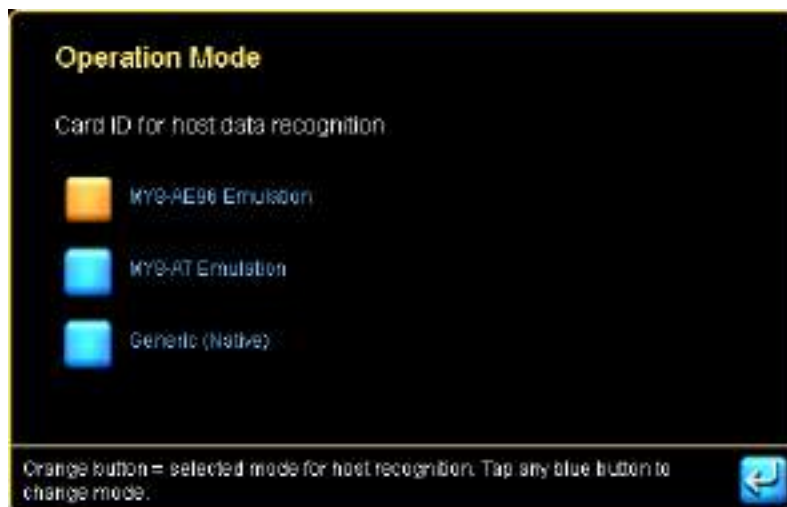 Operation Mode
Card ID for host data recognition
MY8-AE96 Emulation
MY8-AT Emulation
Generic (Native)
Orange button = selected mode for host recognition. Tap any blue button to
change mode.